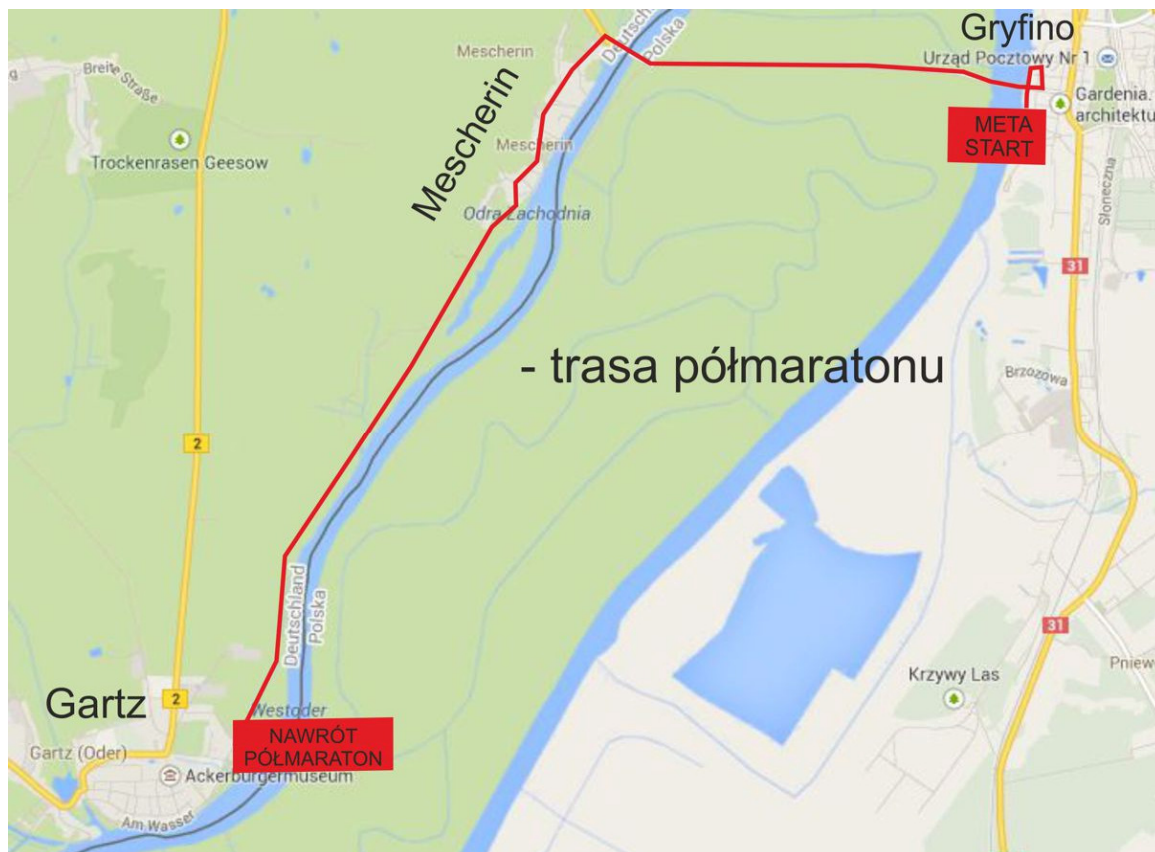 Gryfino
Urząd Pocztowy Nr 1
Gardenia.
architektu
META
START
Słoneczna
Deutschland
Polska
Mescherin
Mescherin
Mescherin
Breite Straße
Trockenrasen Geesow
Odra Zachodnia
31
- trasa półmaratonu
Brzozowa
2
Deutschland
Polska
31
Pniew
Krzywy Las
Gartz
2
Westoder
NAWRÓT
PÓŁMARATON
Gartz (Oder)
Ackerbürgermuseum
Am Wasser